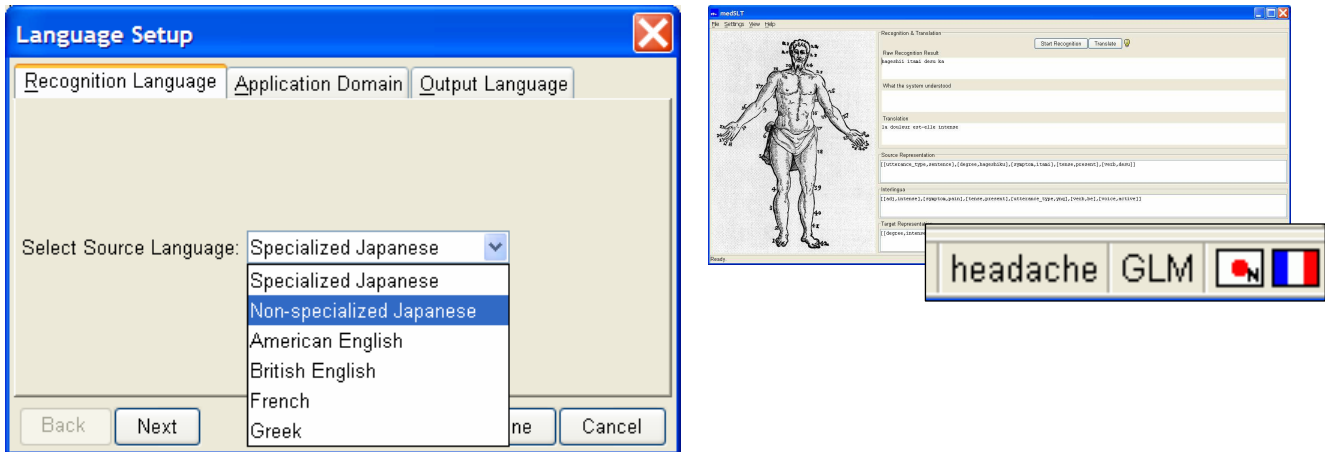 Language Setup
Recognition Language Application Domain Output Language
Select Source Language: Specialized Japanese
Specialized Japanese
Non-specialized Japanese
American English
British English
French
Greek
Back Next ne Cancel
medSLT
File Settings View Help
Recognition & Translation
Start Recognition Translate
Raw Recognition Result
hageshii itami desu ka
What the system understood
Translation
la douleur est-elle intense
Source Representation
[[utterance_type,sentence],[degree,hageshiku],[symptom,itami],[tense,present],[verb,desu]]
Interlingua
[[adj,intense],[symptom,pain],[tense,present],[utterance_type,ynq],[verb,be],[voice,active]]
Target Representation
[[degree,intense
Ready.
headache GLM N